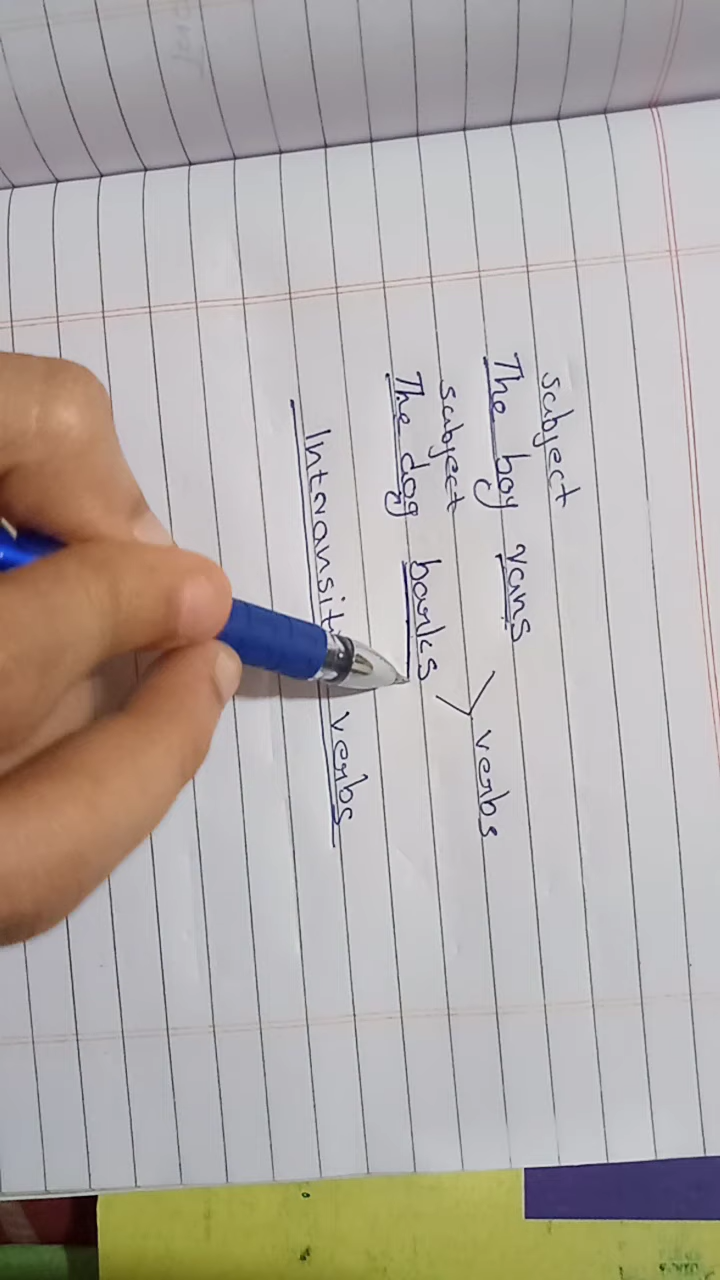 subject
The boy runs
subject > verbs
The dog barks
Intransitive verbs